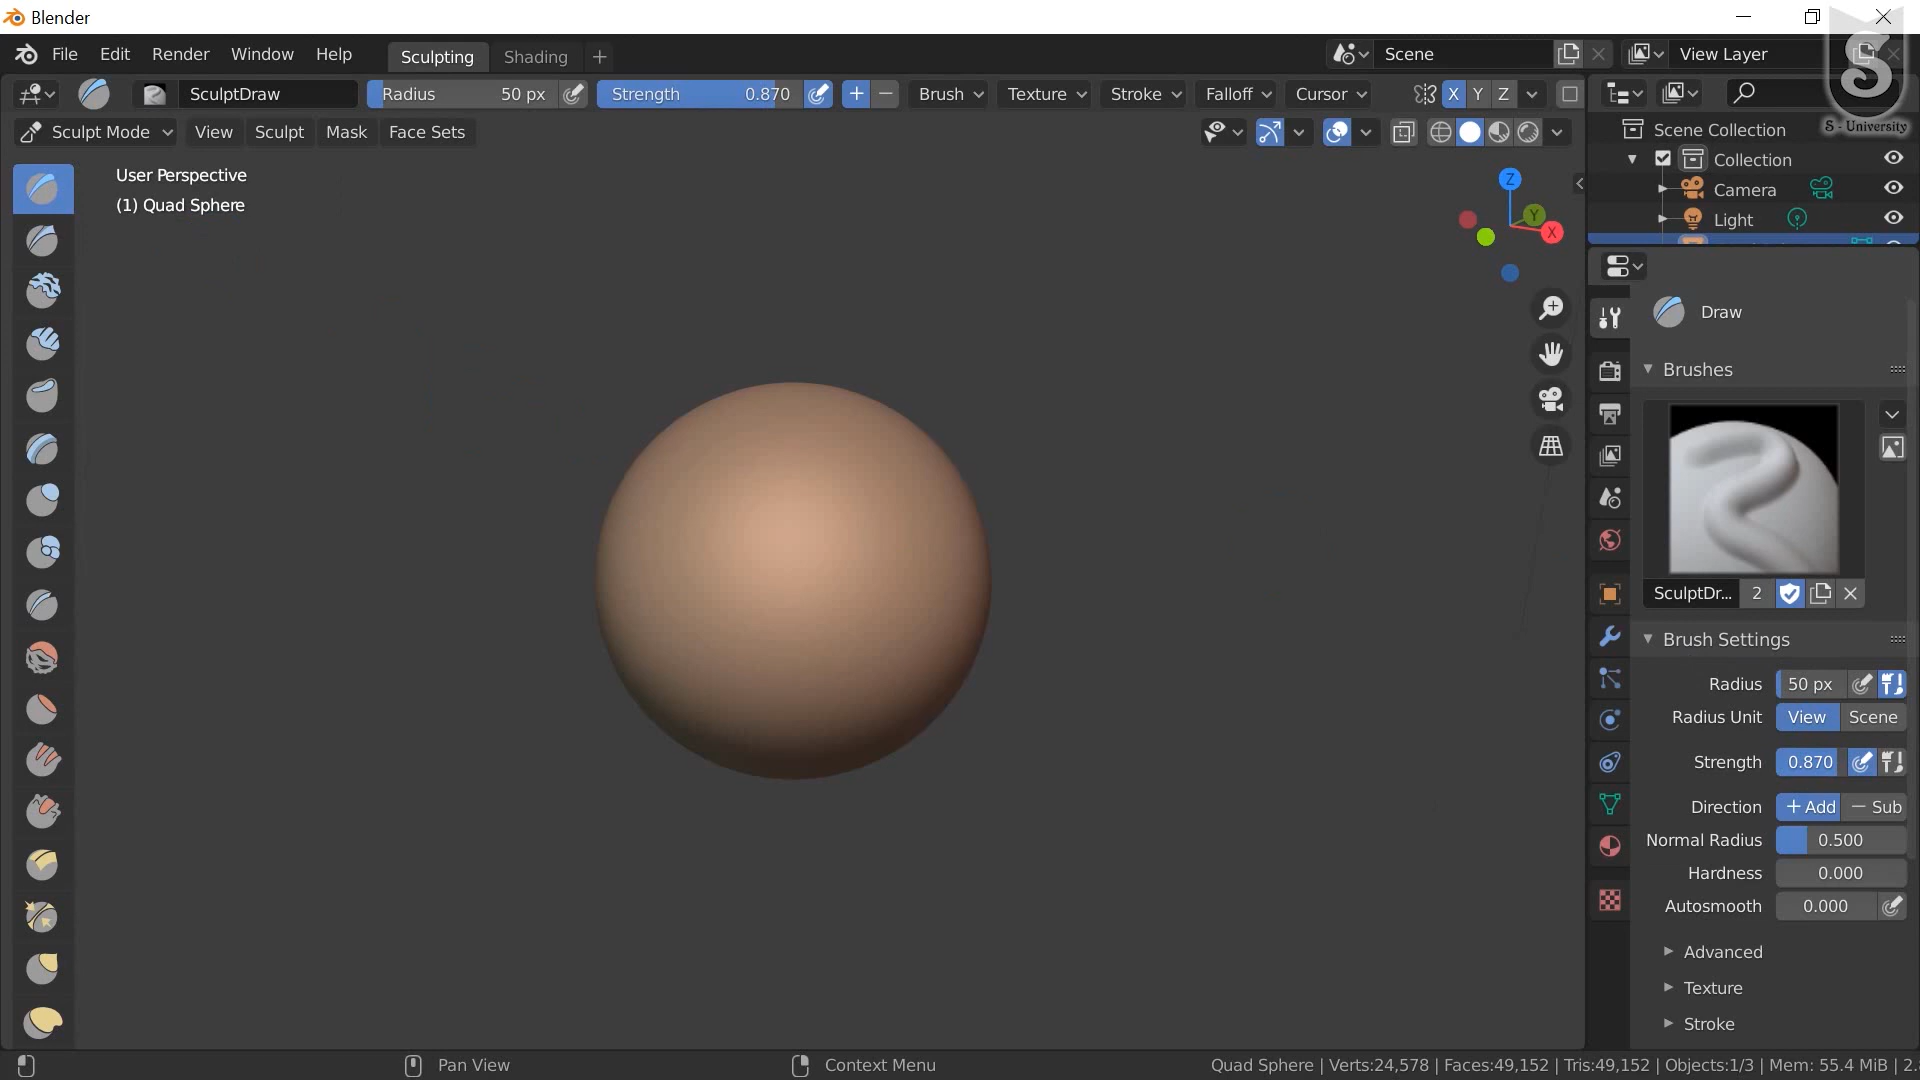 Blender
File Edit Render Window Help Sculpting Shading + Scene View Layer
SculptDraw Radius 50 px Strength 0.870 + − Brush Texture Stroke Falloff Cursor X Y Z
S
S - University
Sculpt Mode View Sculpt Mask Face Sets
Scene Collection
Collection
Camera
Light
User Perspective
(1) Quad Sphere
Z
Y
X
Draw
Brushes
SculptDr... 2
Brush Settings
Radius 50 px
Radius Unit View Scene
Strength 0.870
Direction + Add − Sub
Normal Radius 0.500
Hardness 0.000
Autosmooth 0.000
Advanced
Texture
Stroke
Pan View Context Menu Quad Sphere | Verts:24,578 | Faces:49,152 | Tris:49,152 | Objects:1/3 | Mem: 55.4 MiB | 2.